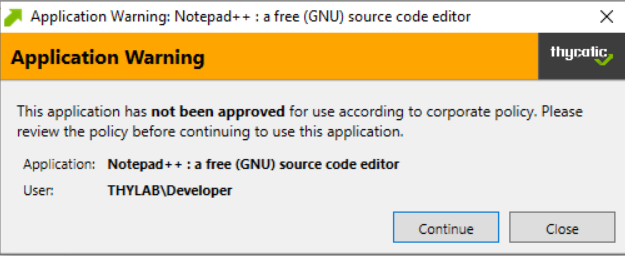 Application Warning: Notepad++ : a free (GNU) source code editor
Application Warning
thycotic
This application has not been approved for use according to corporate policy. Please
review the policy before continuing to use this application.
Application: Notepad++ : a free (GNU) source code editor
User: THYLAB\Developer
Continue Close